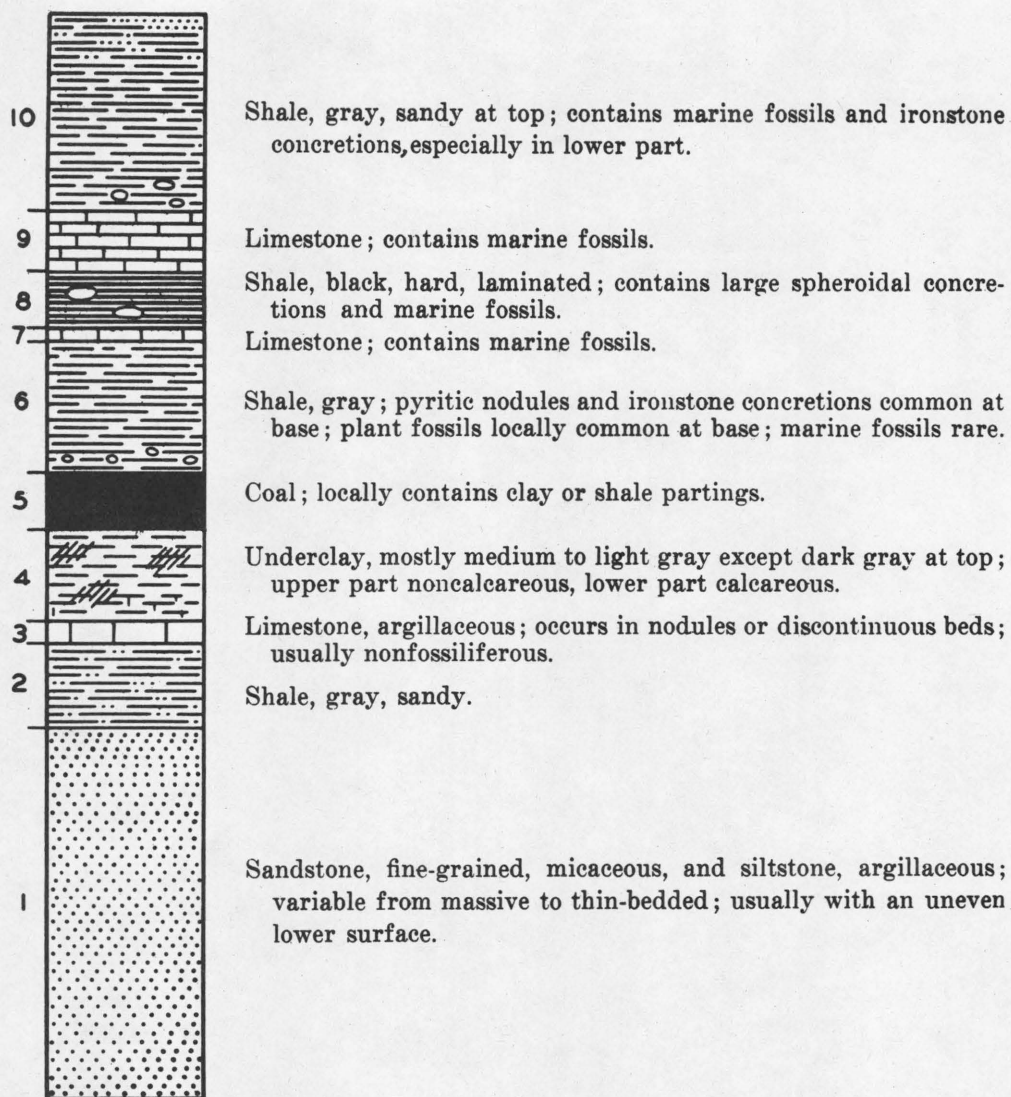 10
Shale, gray, sandy at top; contains marine fossils and ironstone
concretions, especially in lower part.
9
Limestone; contains marine fossils.
8
Shale, black, hard, laminated; contains large spheroidal concre-
tions and marine fossils.
7
Limestone; contains marine fossils.
6
Shale, gray; pyritic nodules and ironstone concretions common at
base; plant fossils locally common at base; marine fossils rare.
5
Coal; locally contains clay or shale partings.
4
Underclay, mostly medium to light gray except dark gray at top;
upper part noncalcareous, lower part calcareous.
3
Limestone, argillaceous; occurs in nodules or discontinuous beds;
usually nonfossiliferous.
2
Shale, gray, sandy.
1
Sandstone, fine-grained, micaceous, and siltstone, argillaceous;
variable from massive to thin-bedded; usually with an uneven
lower surface.